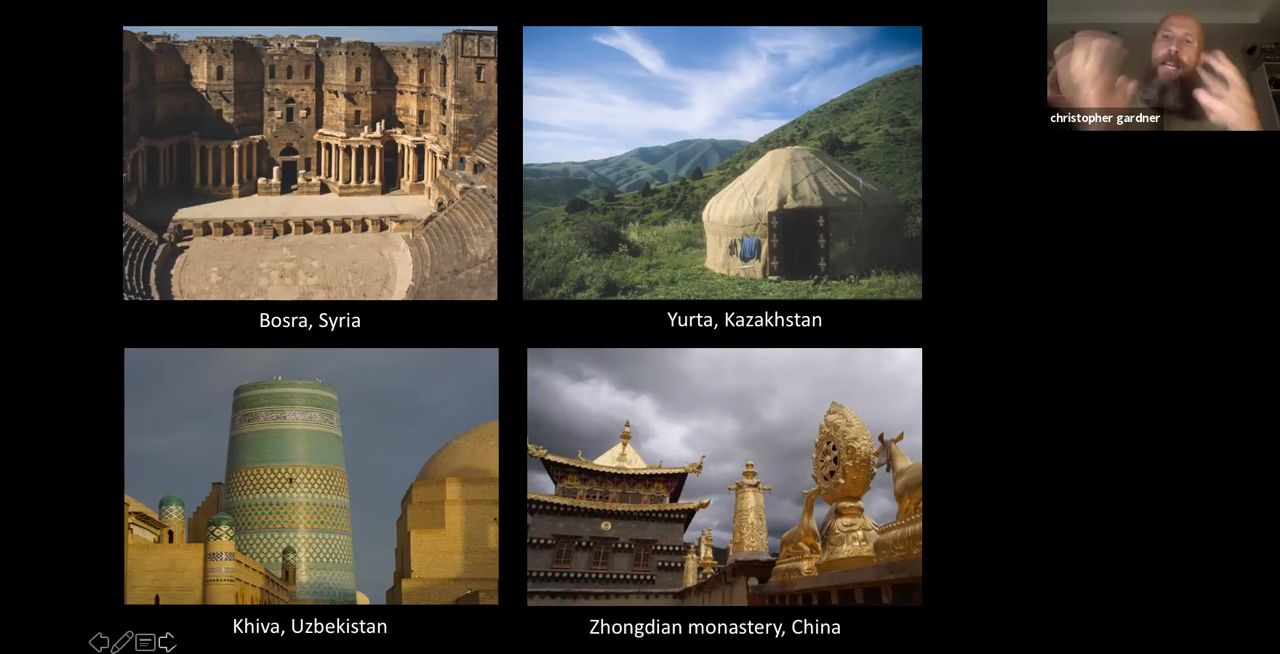 christopher gardner
Bosra, Syria
Yurta, Kazakhstan
Khiva, Uzbekistan
Zhongdian monastery, China